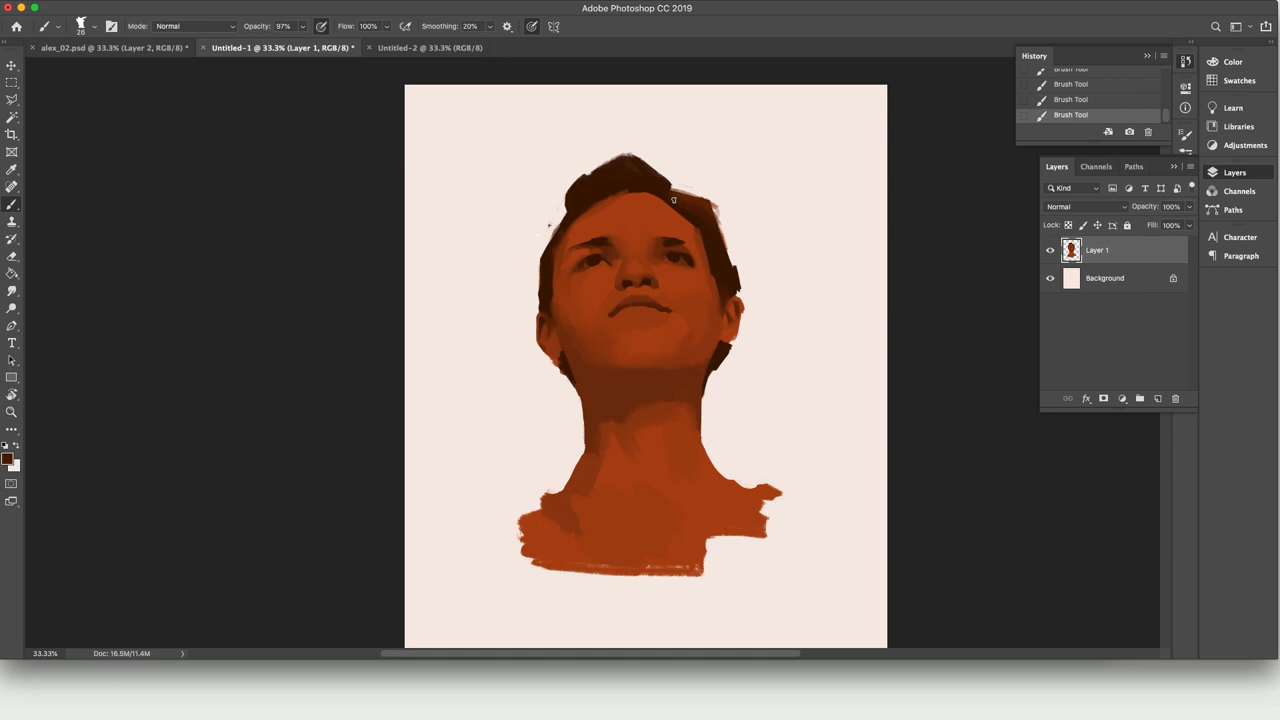 Adobe Photoshop CC 2019
26
Mode: Normal
Opacity: 97%
Flow: 100%
Smoothing: 20%
alex_02.psd @ 33.3% (Layer 2, RGB/8) *
Untitled-1 @ 33.3% (Layer 1, RGB/8) *
Untitled-2 @ 33.3% (RGB/8)
History
Brush Tool
Brush Tool
Brush Tool
Brush Tool
Layers
Channels
Paths
Kind
Normal
Opacity: 100%
Lock:
Fill: 100%
Layer 1
Background
Color
Swatches
Learn
Libraries
Adjustments
Layers
Channels
Paths
Character
Paragraph
33.33%
Doc: 16.5M/11.4M